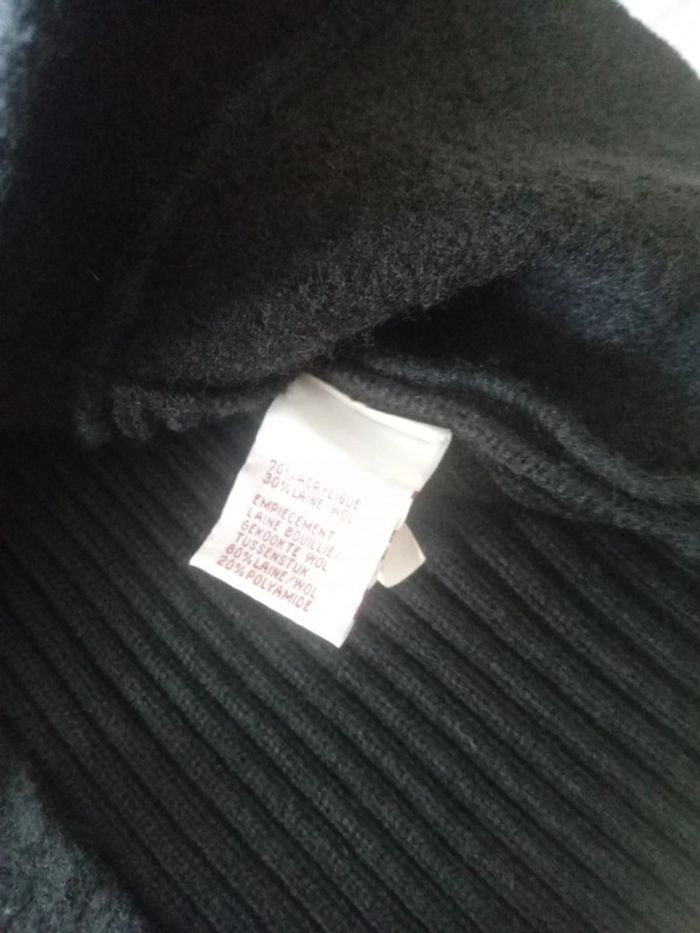 70% ACRYLIQUE
30% LAINE WOL
EMPIECEMENT
LAINE BOUILLIE/
GEKOOKTE WOL
TUSSENSTUK
80% LAINE/WOL
20% POLYAMIDE